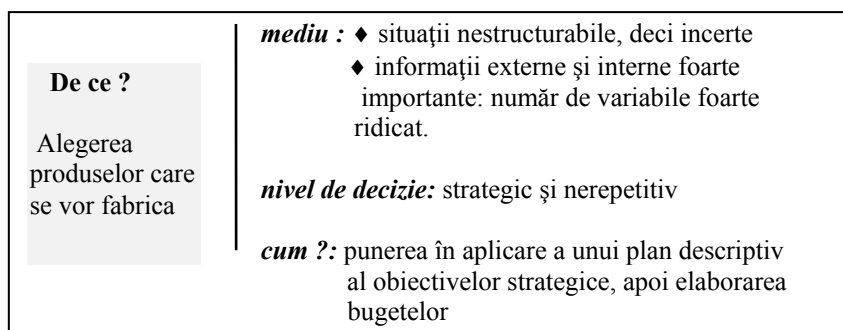 De ce ?
Alegerea
produselor care
se vor fabrica
mediu : ♦ situaţii nestructurabile, deci incerte
♦ informaţii externe şi interne foarte
importante: număr de variabile foarte
ridicat.
nivel de decizie: strategic şi nerepetitiv
cum ?: punerea în aplicare a unui plan descriptiv
al obiectivelor strategice, apoi elaborarea
bugetelor